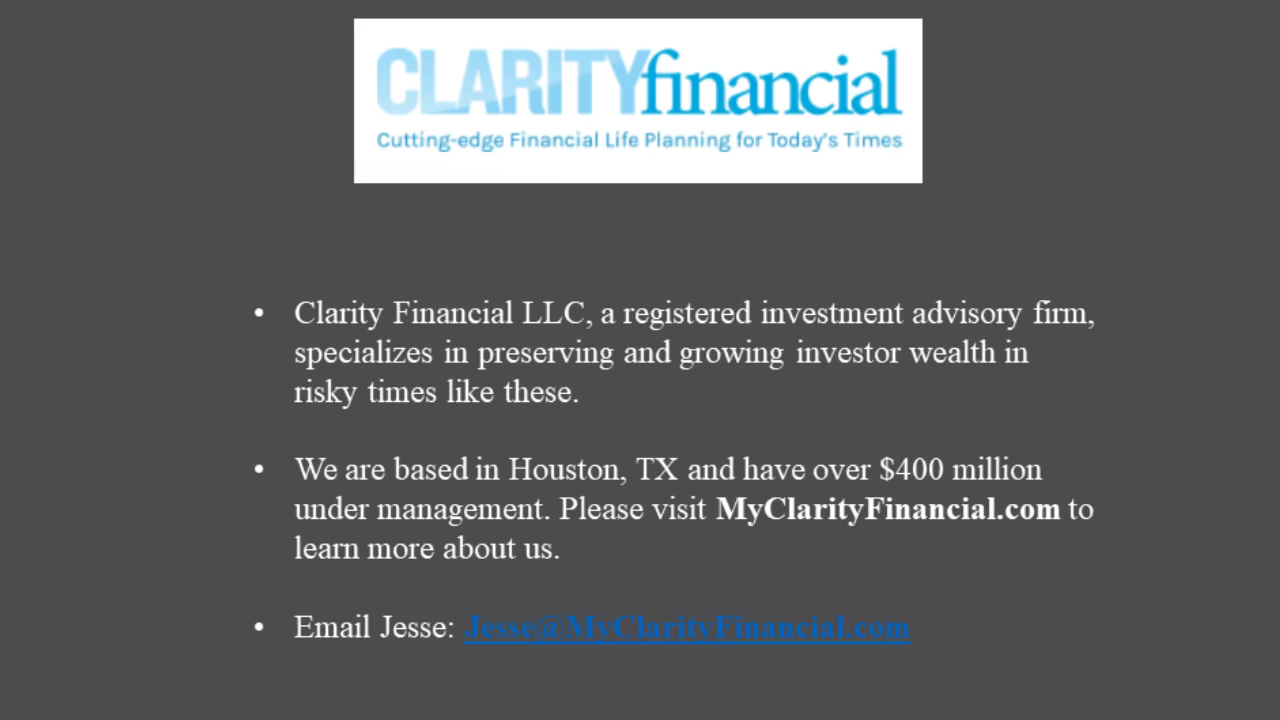 CLARITYfinancial
Cutting-edge Financial Life Planning for Today's Times
• Clarity Financial LLC, a registered investment advisory firm,
specializes in preserving and growing investor wealth in
risky times like these.
• We are based in Houston, TX and have over $400 million
under management. Please visit MyClarityFinancial.com to
learn more about us.
• Email Jesse: Jesse@MyClarityFinancial.com